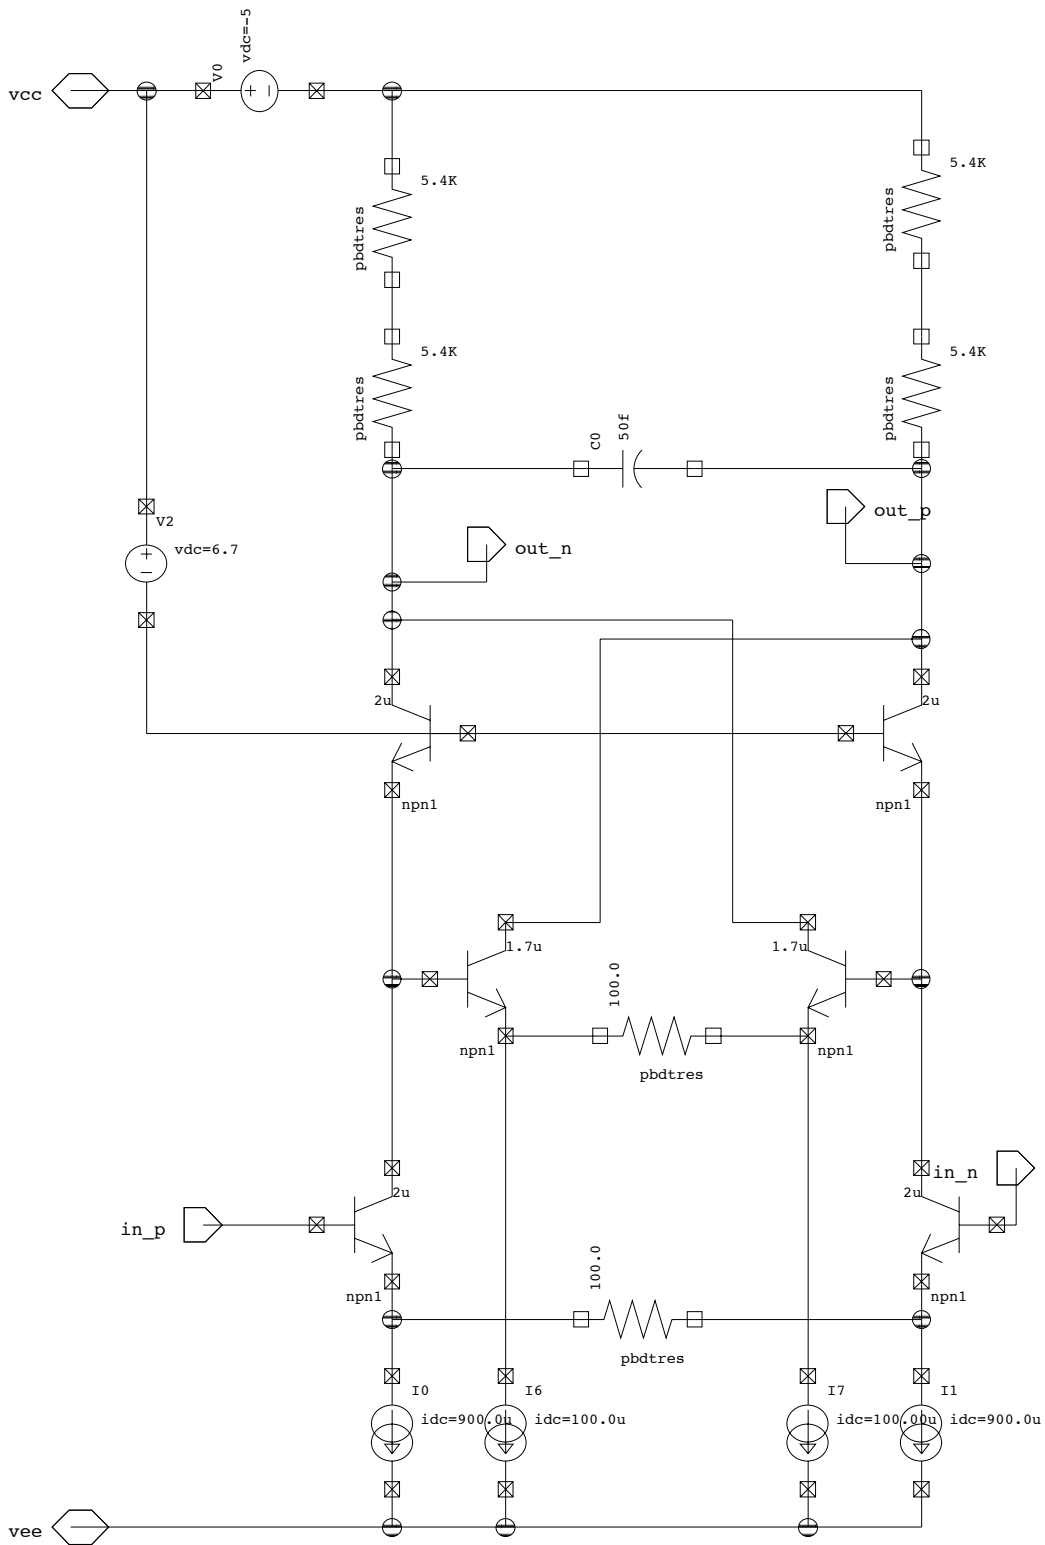 vdc=-5
V0
vcc
5.4K
5.4K
pbdtres
pbdtres
5.4K
5.4K
pbdtres
pbdtres
C0
50f
V2
vdc=6.7
out_n
out_p
2u
2u
npn1
npn1
1.7u
1.7u
100.0
npn1
npn1
pbdtres
in_n
2u
2u
in_p
100.0
npn1
npn1
pbdtres
I0
I6
I7
I1
idc=900.0u
idc=100.0u
idc=100.00u
idc=900.0u
vee